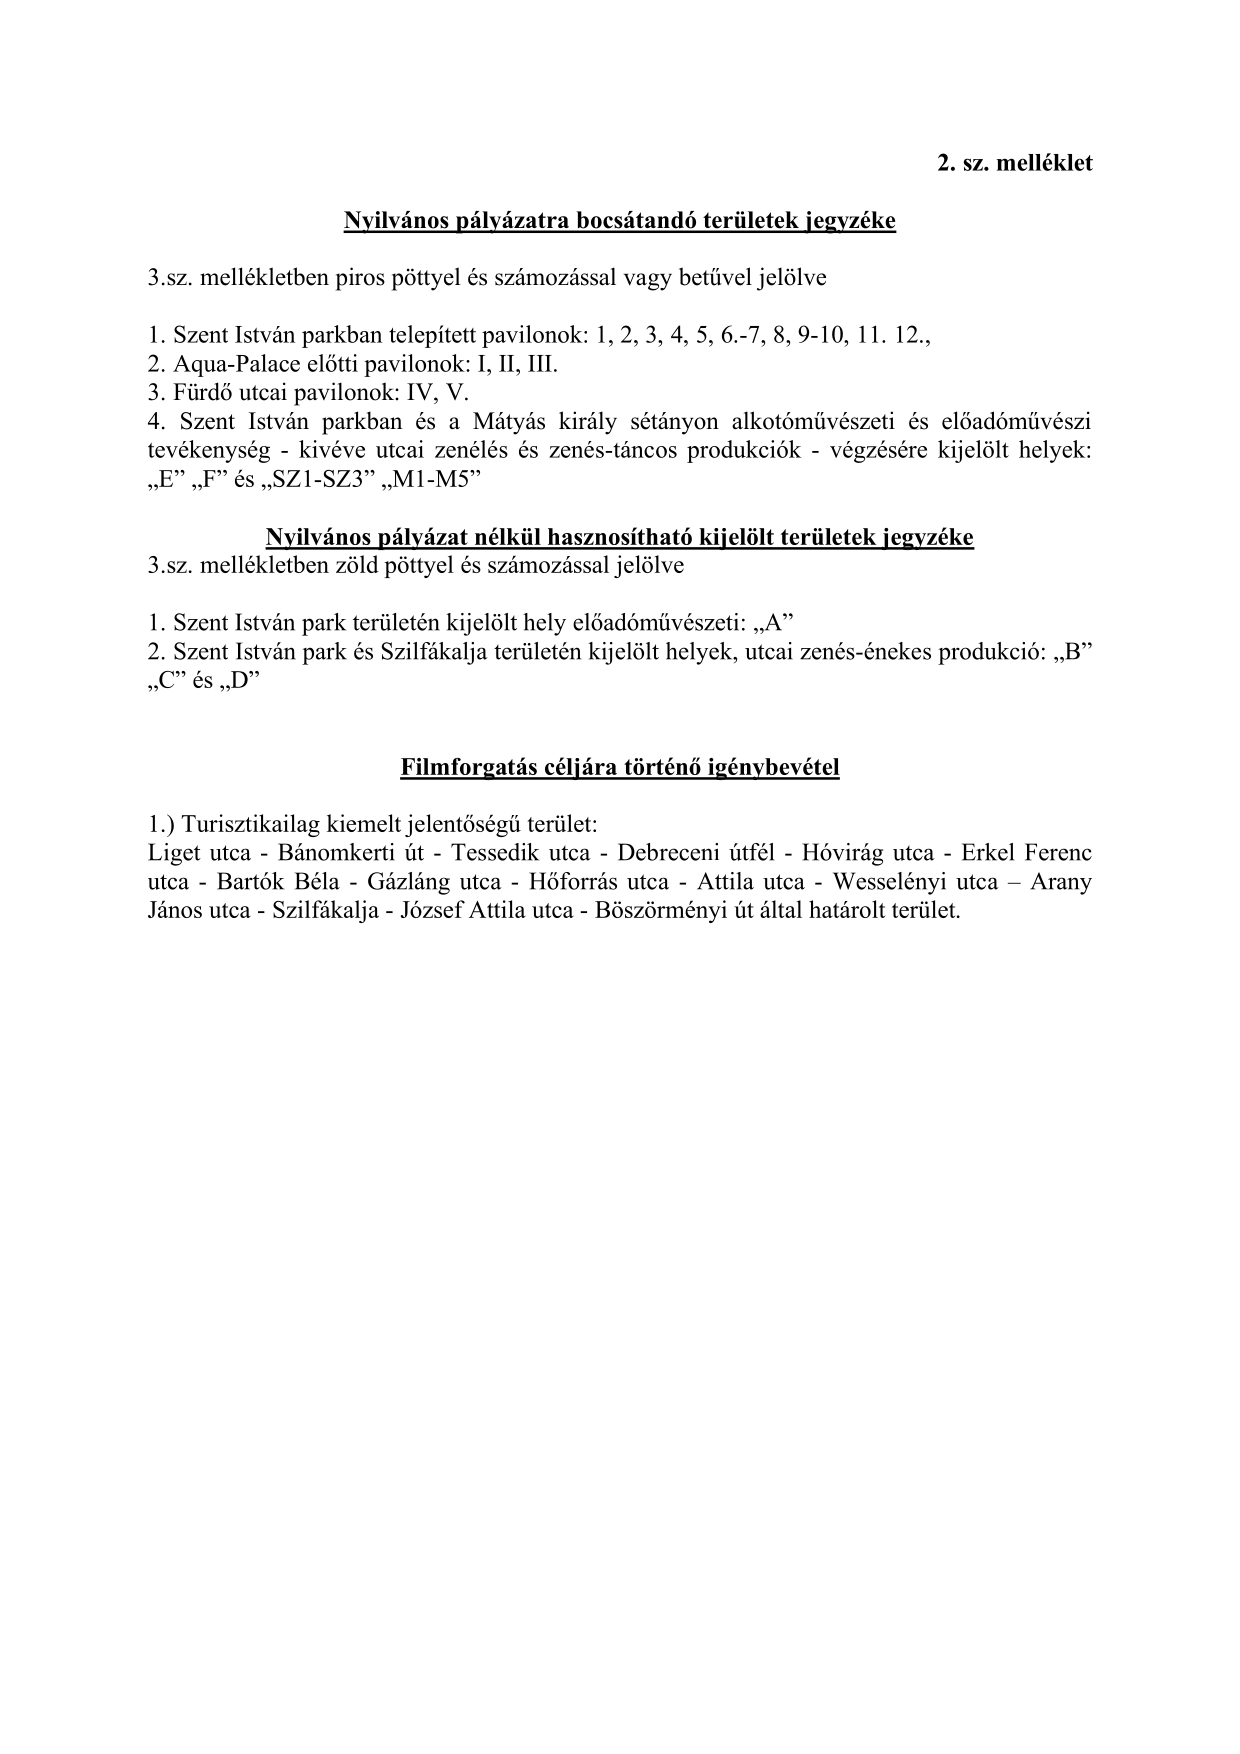 2. sz. melléklet
Nyilvános pályázatra bocsátandó területek jegyzéke
3.sz. mellékletben piros pöttyel és számozással vagy betűvel jelölve
1. Szent István parkban telepített pavilonok: 1, 2, 3, 4, 5, 6.-7, 8, 9-10, 11. 12.,
2. Aqua-Palace előtti pavilonok: I, II, III.
3. Fürdő utcai pavilonok: IV, V.
4. Szent István parkban és a Mátyás király sétányon alkotóművészeti és előadóművészi
tevékenység - kivéve utcai zenélés és zenés-táncos produkciók - végzésére kijelölt helyek:
„E” „F” és „SZ1-SZ3” „M1-M5”
Nyilvános pályázat nélkül hasznosítható kijelölt területek jegyzéke
3.sz. mellékletben zöld pöttyel és számozással jelölve
1. Szent István park területén kijelölt hely előadóművészeti: „A”
2. Szent István park és Szilfákalja területén kijelölt helyek, utcai zenés-énekes produkció: „B”
„C” és „D”
Filmforgatás céljára történő igénybevétel
1.) Turisztikailag kiemelt jelentőségű terület:
Liget utca - Bánomkerti út - Tessedik utca - Debreceni útfél - Hóvirág utca - Erkel Ferenc
utca - Bartók Béla - Gázláng utca - Hőforrás utca - Attila utca - Wesselényi utca – Arany
János utca - Szilfákalja - József Attila utca - Böszörményi út által határolt terület.